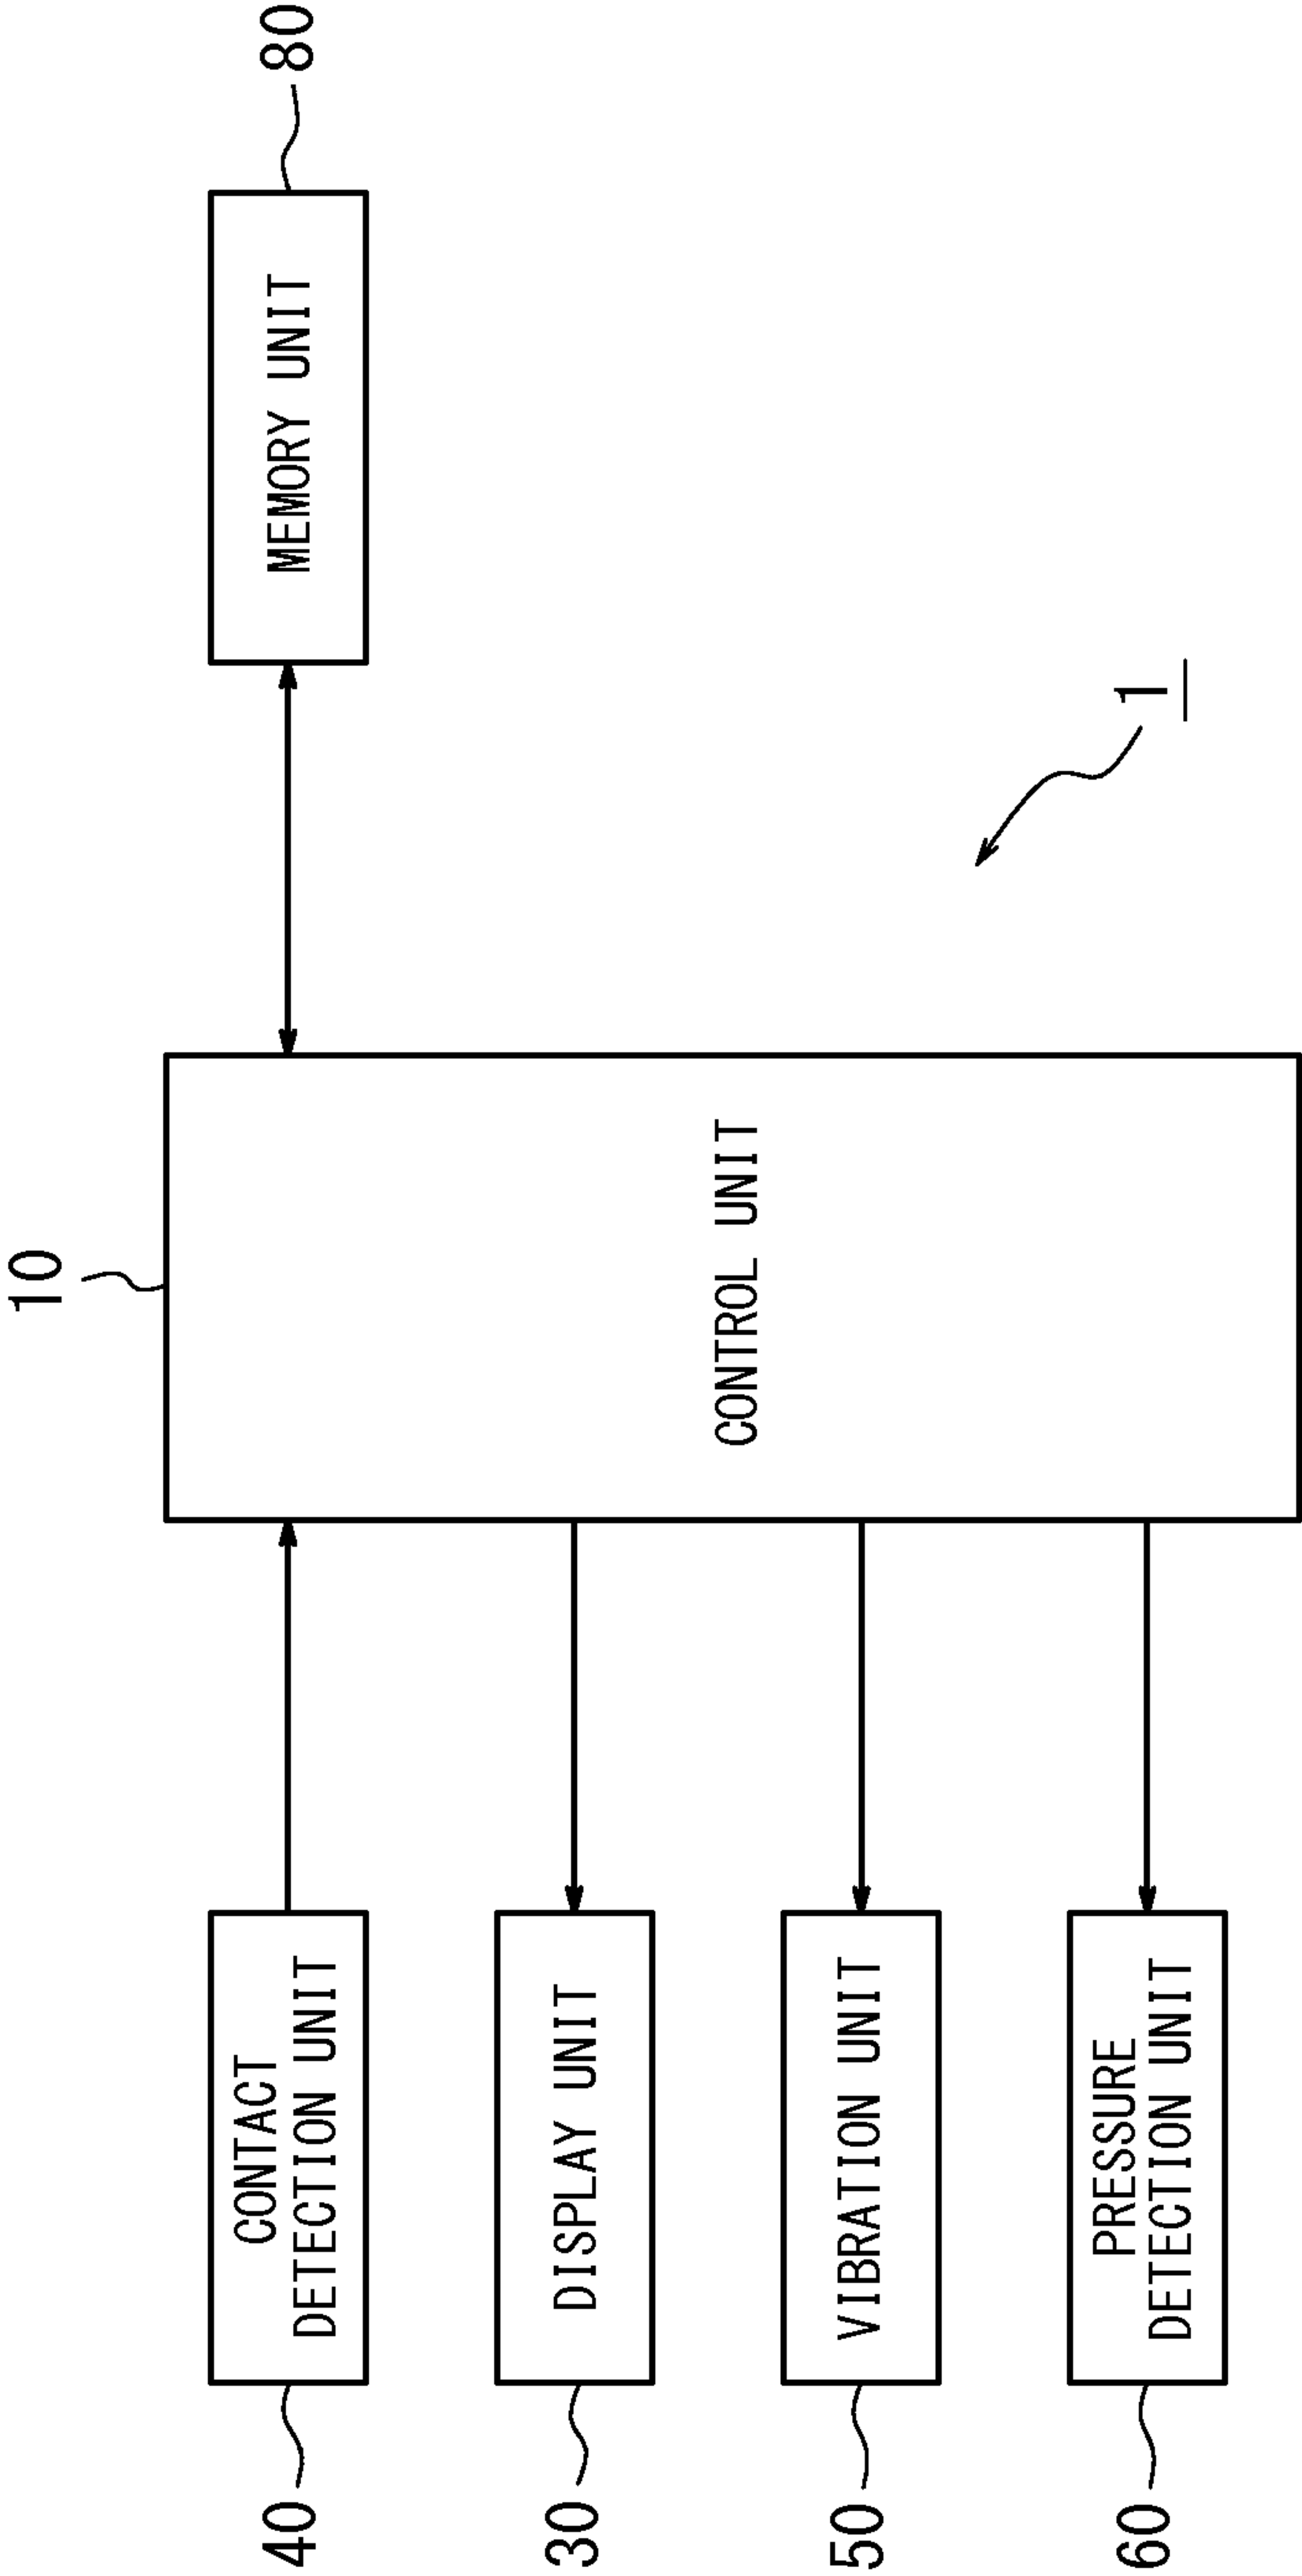 10
40
CONTACT
DETECTION UNIT
MEMORY UNIT
80
30
DISPLAY UNIT
CONTROL UNIT
50
VIBRATION UNIT
60
PRESSURE
DETECTION UNIT
1